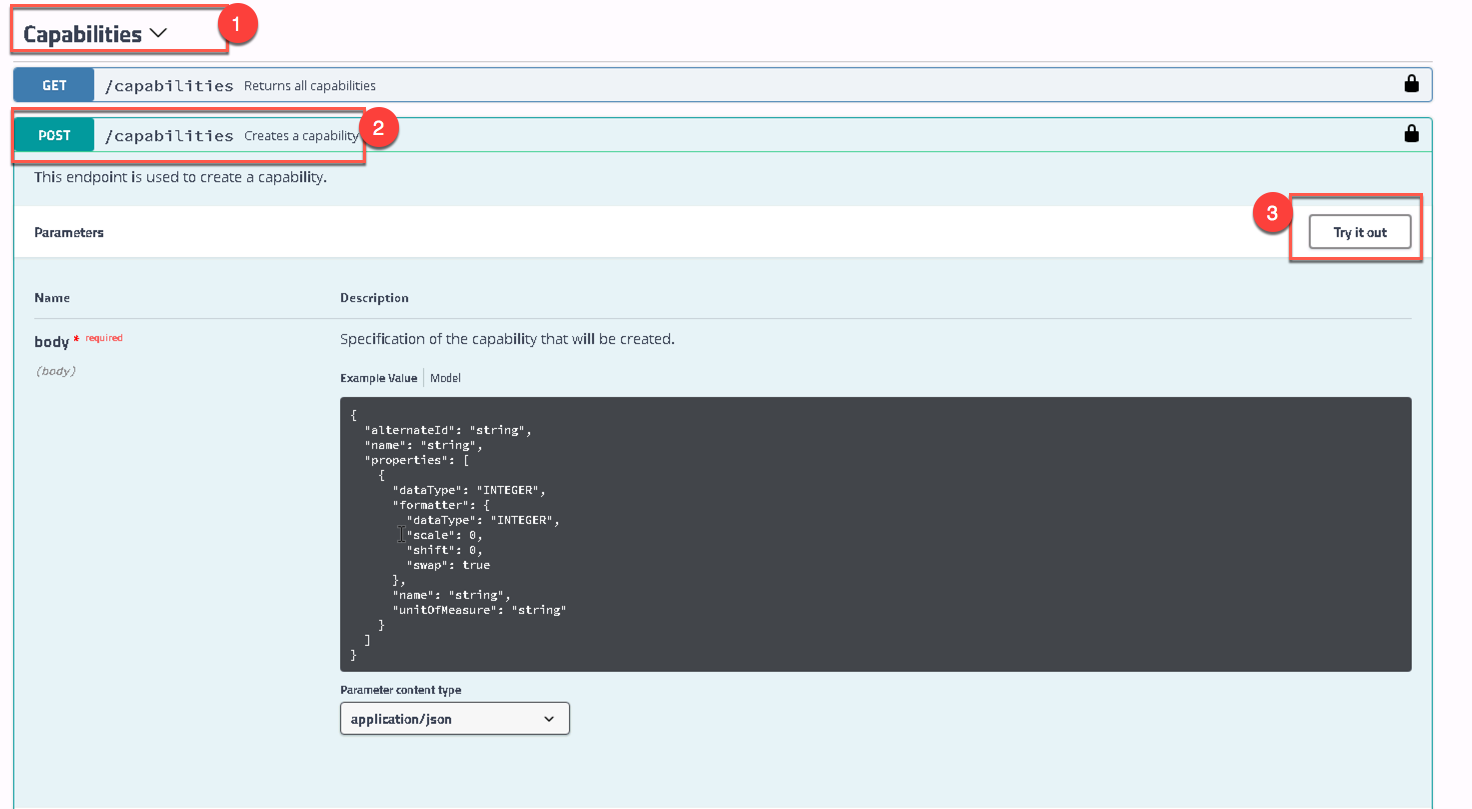 Capabilities
1
GET /capabilities Returns all capabilities
POST /capabilities Creates a capability
2
This endpoint is used to create a capability.
3
Parameters
Try it out
Name Description
body * required
Specification of the capability that will be created.
(body)
Example Value Model
{
  "alternateId": "string",
  "name": "string",
  "properties": [
    {
      "dataType": "INTEGER",
      "formatter": {
        "dataType": "INTEGER",
        "scale": 0,
        "shift": 0,
        "swap": true
      },
      "name": "string",
      "unitOfMeasure": "string"
    }
  ]
}
Parameter content type
application/json